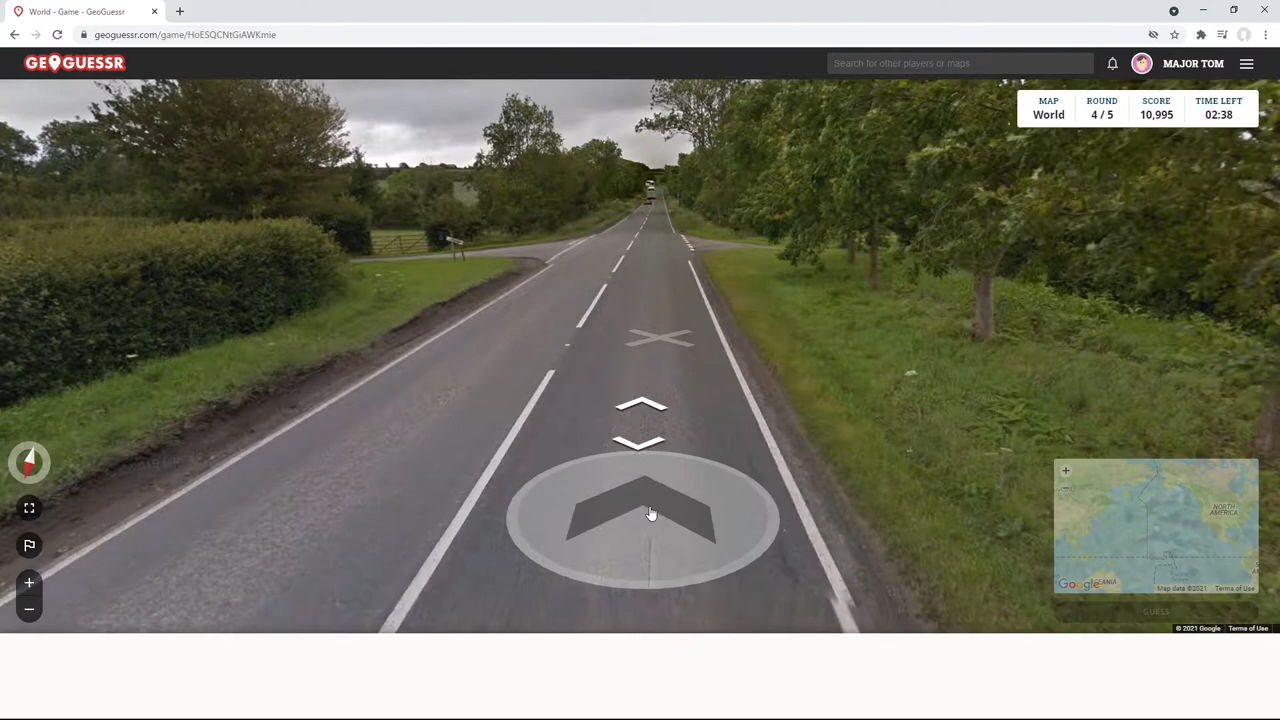 World - Game - GeoGuessr
geoguessr.com/game/HoESQCNtGiAWKmie
GEOGUESSR
Search for other players or maps
MAJOR TOM
MAP ROUND SCORE TIME LEFT
World 4 / 5 10,995 02:38
NORTH
AMERICA
Google
Map data ©2021 Terms of Use
GUESS
© 2021 Google Terms of Use